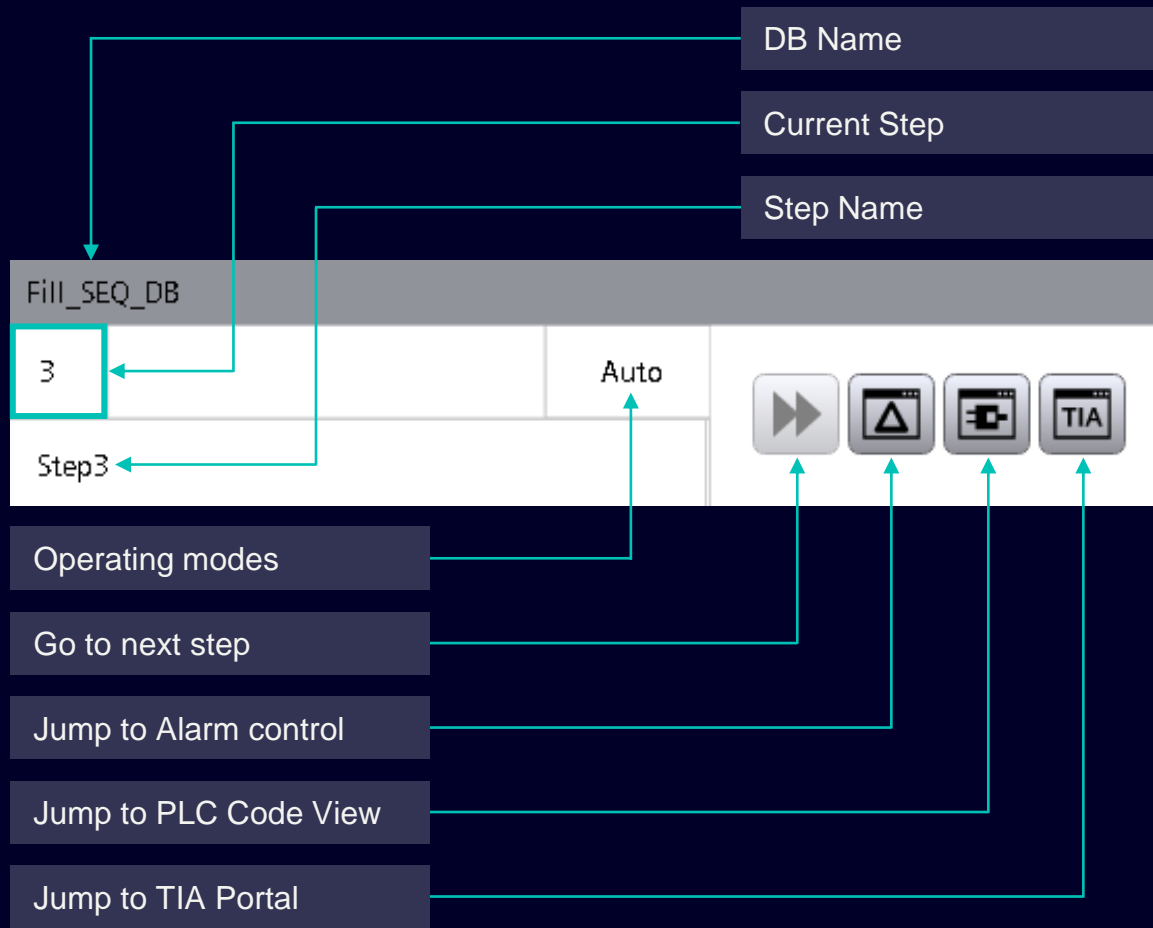 DB Name
Current Step
Step Name
Fill_SEQ_DB
3
Auto
TIA
Step3
Operating modes
Go to next step
Jump to Alarm control
Jump to PLC Code View
Jump to TIA Portal